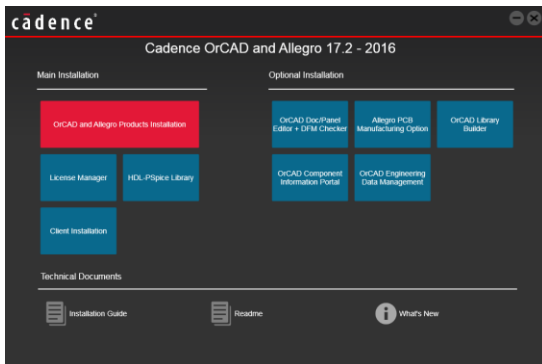 cādence®
Cadence OrCAD and Allegro 17.2 - 2016
Main Installation
Optional Installation
OrCAD and Allegro Products Installation
OrCAD Doc/Panel
Editor + DFM Checker
Allegro PCB
Manufacturing Option
OrCAD Library
Builder
License Manager
HDL-PSpice Library
OrCAD Component
Information Portal
OrCAD Engineering
Data Management
Client Installation
Technical Documents
Installation Guide
Readme
What's New